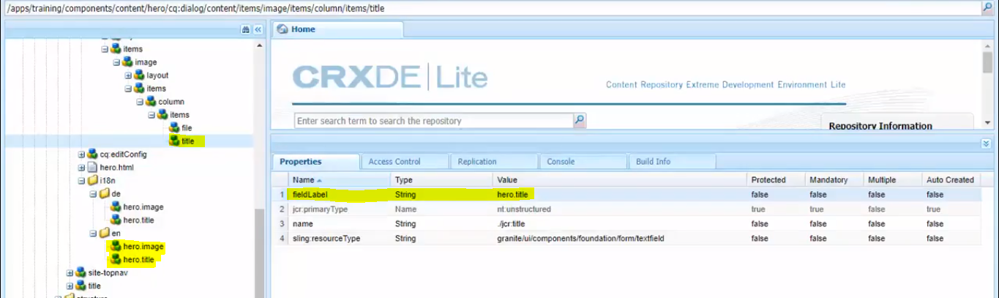 /apps/training/components/content/hero/cq:dialog/content/items/image/items/column/items/title
items
image
layout
items
column
items
file
title
cq:editConfig
hero.html
i18n
de
hero.image
hero.title
en
hero.image
hero.title
site-topnav
title
structure
Home
CRXDE Lite
Content Repository Extreme Development Environment Lite
Enter search term to search the repository
Repository Information
Properties Access Control Replication Console Build Info
Name Type Value Protected Mandatory Multiple Auto Created
1 fieldLabel String hero.title false false false false
2 jcr:primaryType Name nt:unstructured true true false true
3 name String ./jcr:title false false false false
4 sling:resourceType String granite/ui/components/foundation/form/textfield false false false false